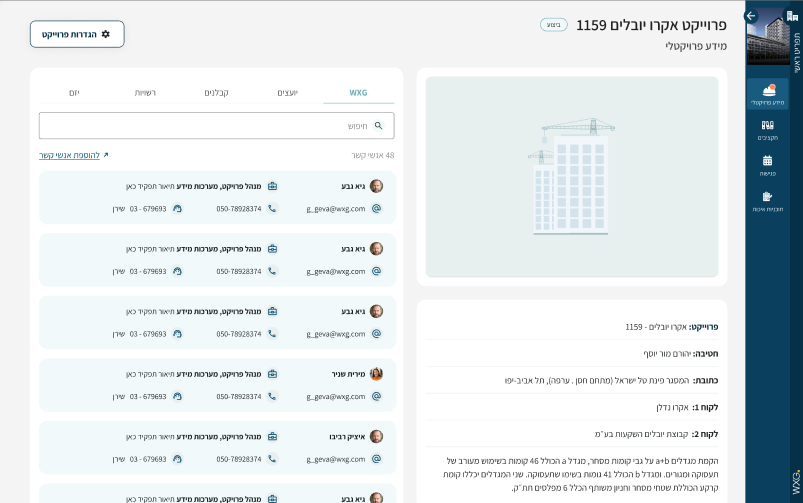 תפריט ראשי
מידע פרויקטלי
תקציבים
פגישות
תוכניות איכות
WXG
פרוייקט אקרו יובלים 1159
ביצוע
מידע פרויקטלי
הגדרות פרוייקט
פרוייקט: אקרו יובלים - 1159
חטיבה: יהורם מור יוסף
כתובת: המסגר פינת טל ישראל (מתחם חסן . ערפה), תל אביב-יפו
לקוח 1: אקרו נדלן
לקוח 2: קבוצת יובלים השקעות בע״מ
הקמת מגדלים a+b על גבי קומות מסחר, מגדל a הכולל 46 קומות בשימוש מעורב של
תעסוקה ומגורים. ומגדל b הכולל 41 גומות בשימו שתעסוקה. שני המגדלים יכללו קומת
קרקע הכוללת שטחי מסחר וחניון משותף הכלל 6 מפלסים תת״ק.
WXG יועצים קבלנים רשויות יזם
חיפוש
48 אנשי קשר
להוספת אנשי קשר
גיא גבע מנהל פרויקט, מערכות מידע תיאור תפקיד כאן
g_geva@wxg.com 050-78928374 03 - 679693 שירן
גיא גבע מנהל פרויקט, מערכות מידע תיאור תפקיד כאן
g_geva@wxg.com 050-78928374 03 - 679693 שירן
גיא גבע מנהל פרויקט, מערכות מידע תיאור תפקיד כאן
g_geva@wxg.com 050-78928374 03 - 679693 שירן
מירית שניר מנהל פרויקט, מערכות מידע תיאור תפקיד כאן
g_geva@wxg.com 050-78928374 03 - 679693 שירן
איציק רביבו מנהל פרויקט, מערכות מידע תיאור תפקיד כאן
g_geva@wxg.com 050-78928374 03 - 679693 שירן
גיא גבע מנהל פרויקט, מערכות מידע תיאור תפקיד כאן